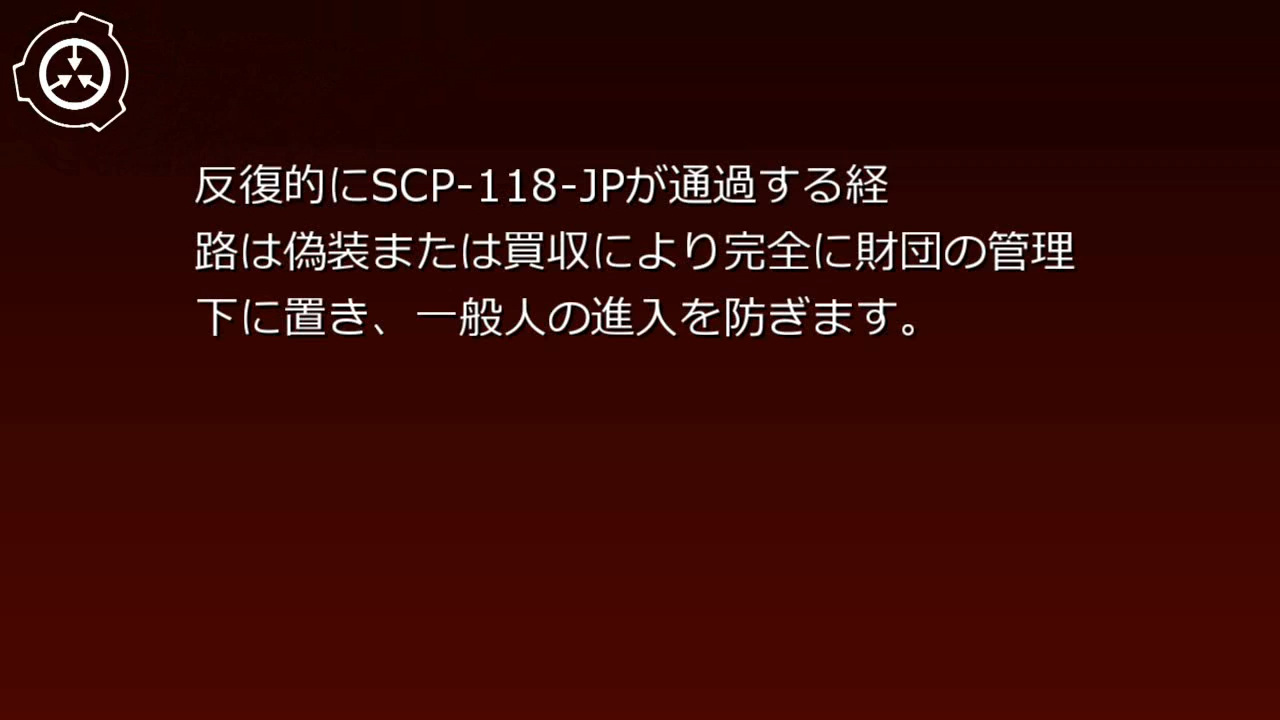 反復的にSCP-118-JPが通過する経
路は偽装または買収により完全に財団の管理
下に置き、一般人の進入を防ぎます。